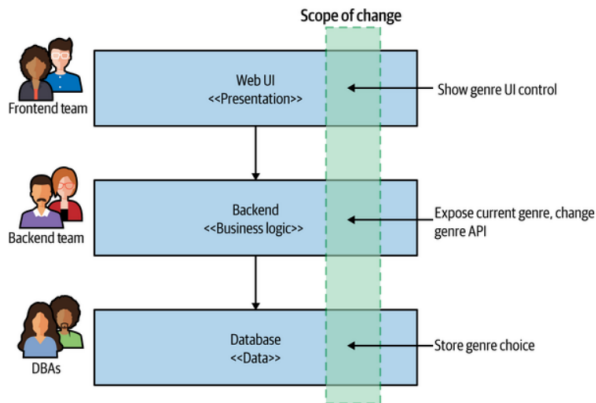 Scope of change
Frontend team
Web UI
<<Presentation>>
Show genre UI control
Backend team
Backend
<<Business logic>>
Expose current genre, change
genre API
DBAs
Database
<<Data>>
Store genre choice